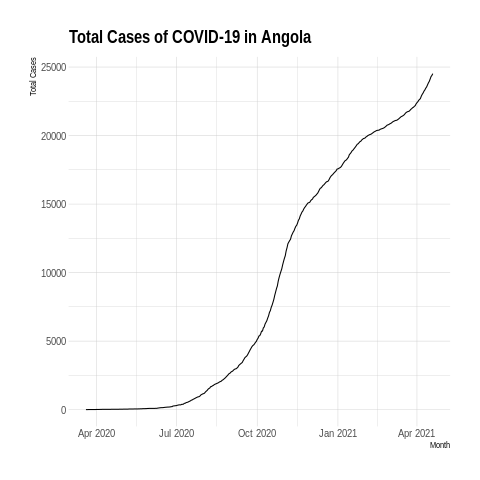 Total Cases of COVID-19 in Angola
Total Cases
25000
20000
15000
10000
5000
0
Apr 2020 Jul 2020 Oct 2020 Jan 2021 Apr 2021
Month